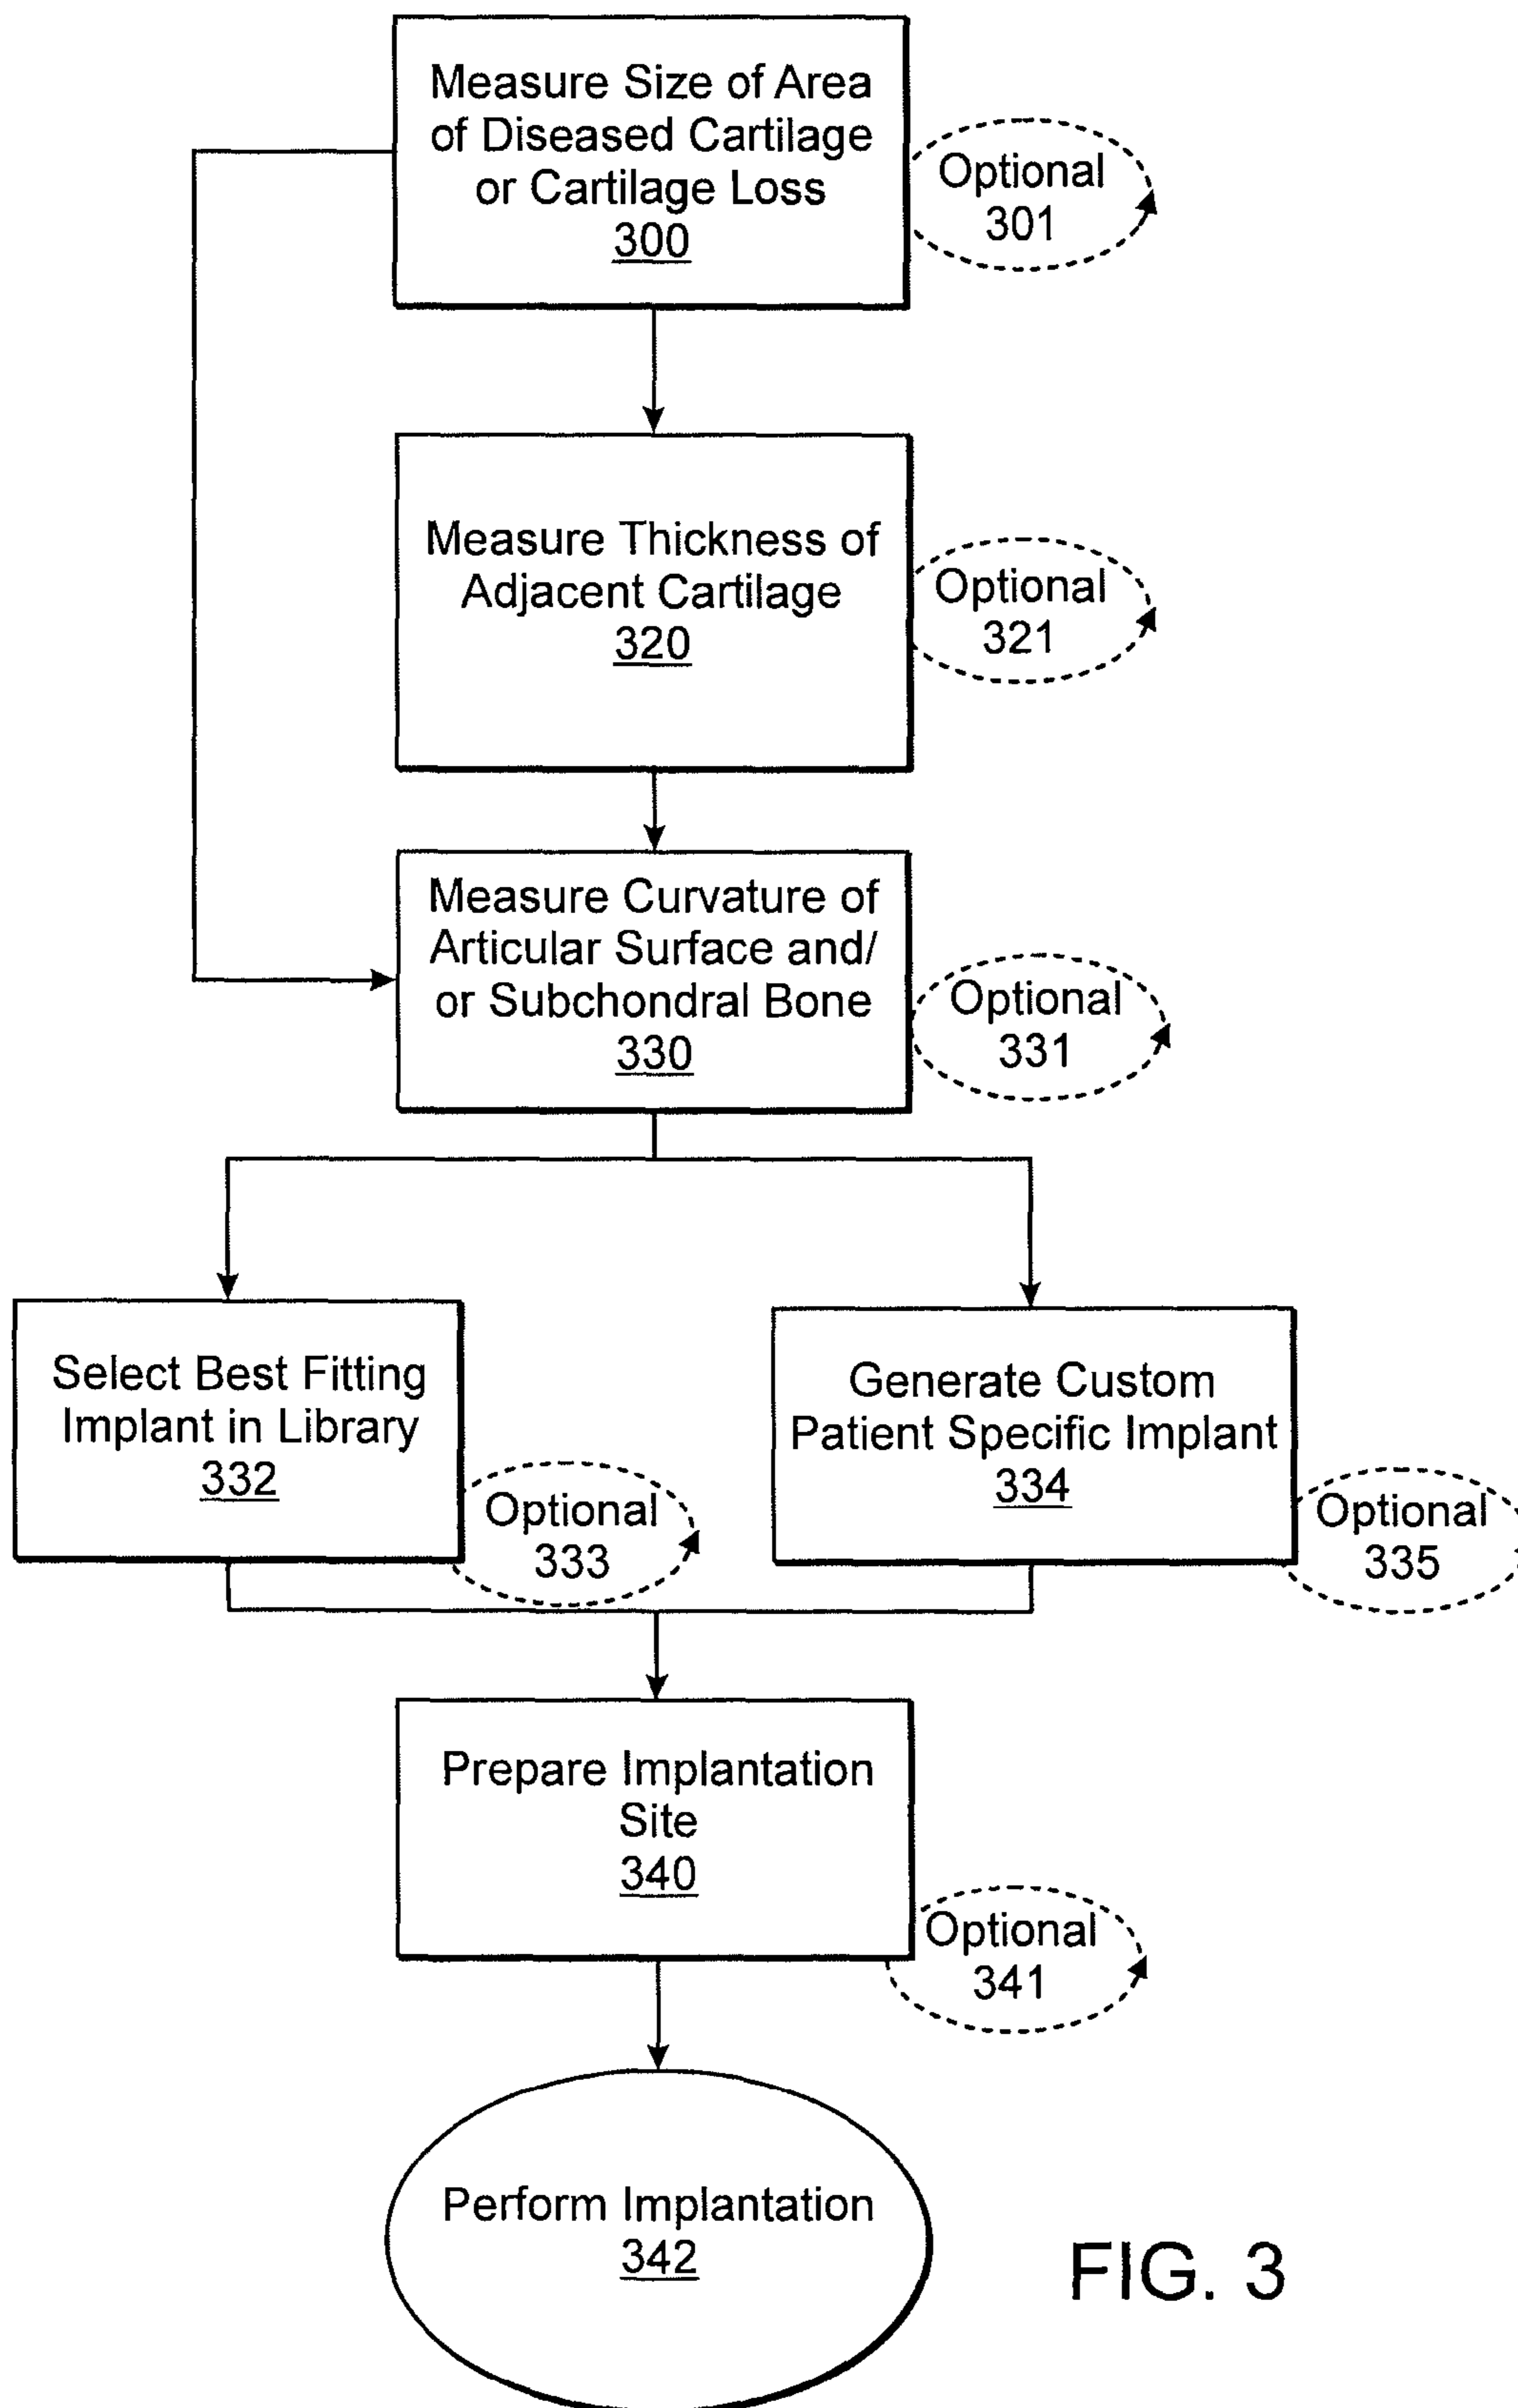 Measure Size of Area
of Diseased Cartilage
or Cartilage Loss
300
Optional
301
Measure Thickness of
Adjacent Cartilage
320
Optional
321
Measure Curvature of
Articular Surface and/
or Subchondral Bone
330
Optional
331
Select Best Fitting
Implant in Library
332
Optional
333
Generate Custom
Patient Specific Implant
334
Optional
335
Prepare Implantation
Site
340
Optional
341
Perform Implantation
342
FIG. 3